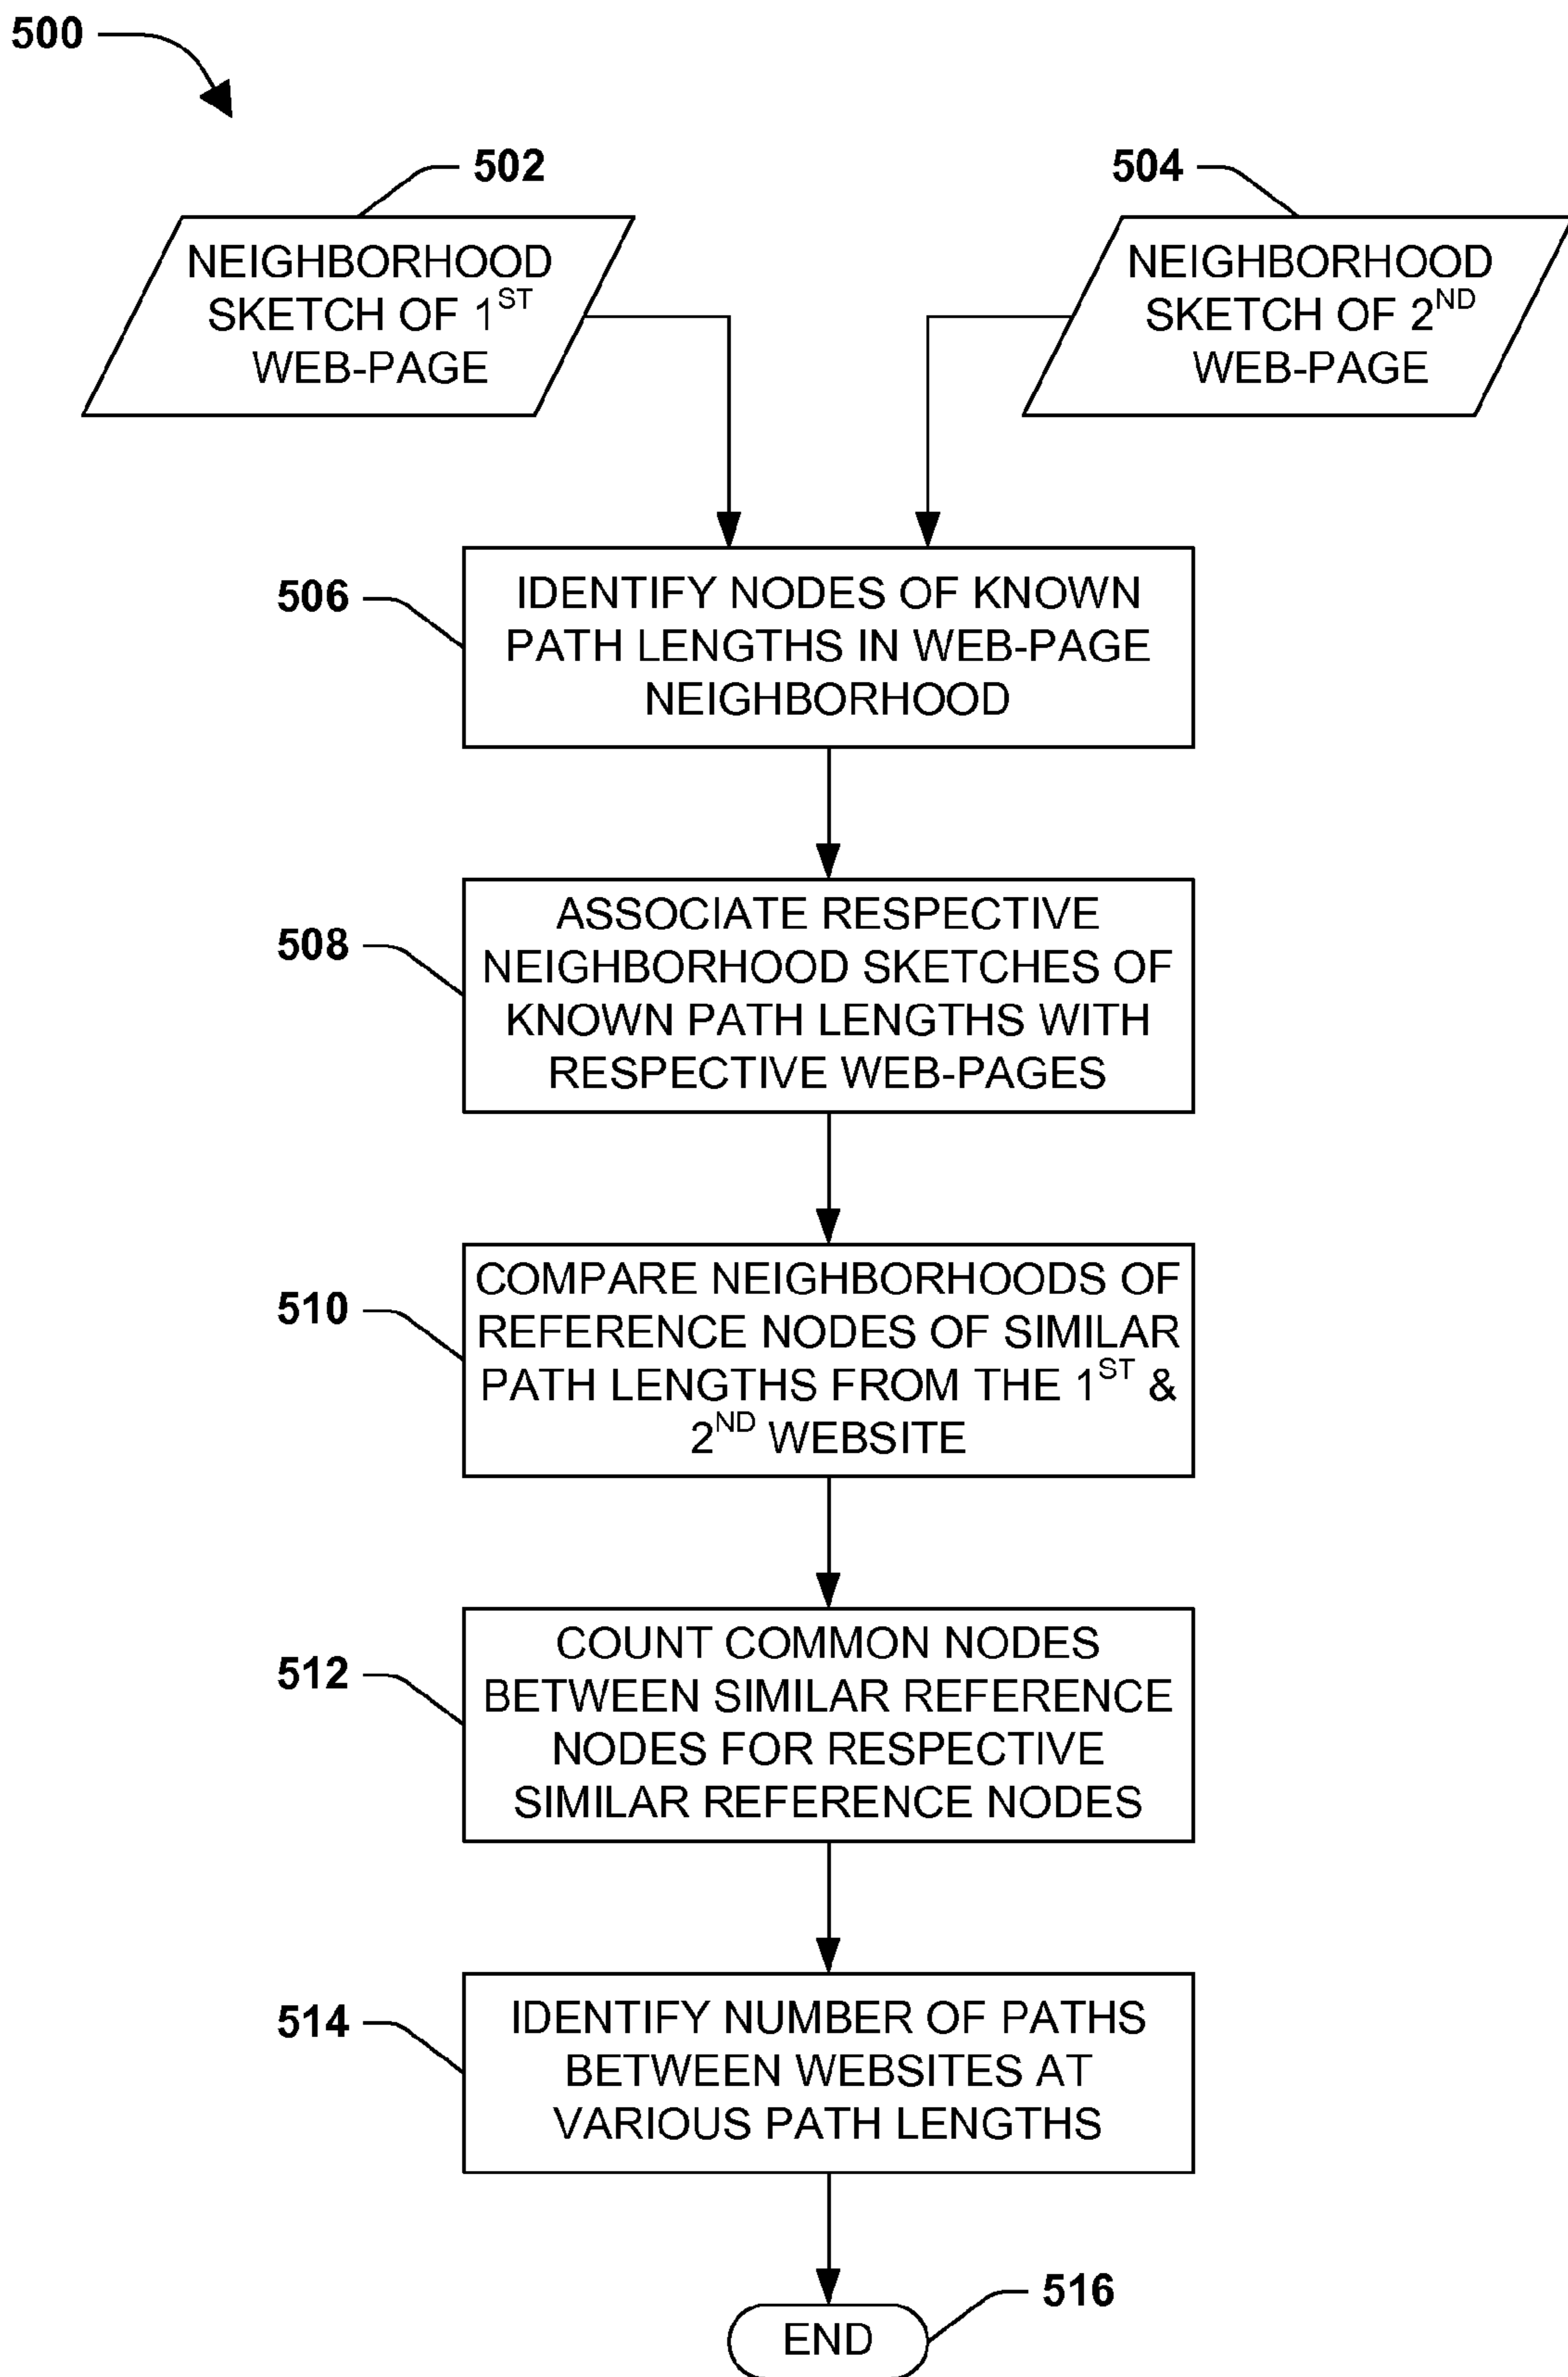 500
502
504
NEIGHBORHOOD
SKETCH OF 1ST
WEB-PAGE
NEIGHBORHOOD
SKETCH OF 2ND
WEB-PAGE
506
IDENTIFY NODES OF KNOWN
PATH LENGTHS IN WEB-PAGE
NEIGHBORHOOD
508
ASSOCIATE RESPECTIVE
NEIGHBORHOOD SKETCHES OF
KNOWN PATH LENGTHS WITH
RESPECTIVE WEB-PAGES
510
COMPARE NEIGHBORHOODS OF
REFERENCE NODES OF SIMILAR
PATH LENGTHS FROM THE 1ST &
2ND WEBSITE
512
COUNT COMMON NODES
BETWEEN SIMILAR REFERENCE
NODES FOR RESPECTIVE
SIMILAR REFERENCE NODES
514
IDENTIFY NUMBER OF PATHS
BETWEEN WEBSITES AT
VARIOUS PATH LENGTHS
516
END